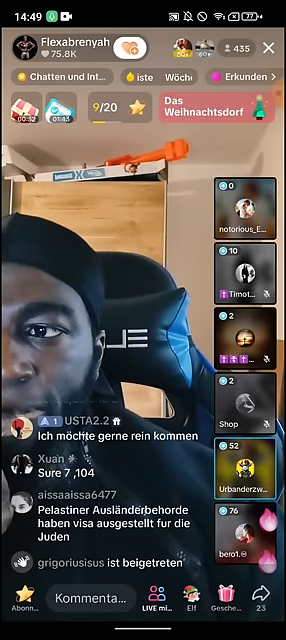 14:49
77
Flexabrenyah
75.8K
435
Chatten und Int...
iste
Wöche
Erkunden
00:32
01:43
9/20
Das
Weihnachtsdorf
0
notorious_E...
10
Timot...
2
2
Shop
52
Urbanderzw...
76
bero1.
1 USTA2.2
Ich möchte gerne rein kommen
Xuan
Sure 7 ,104
aissaaissa6477
Pelastiner Ausländerbehorde
haben visa ausgestellt fur die
Juden
grigoriusisus ist beigetreten
Abonn...
Kommenta...
LIVE mi...
Elf
Gesche...
23